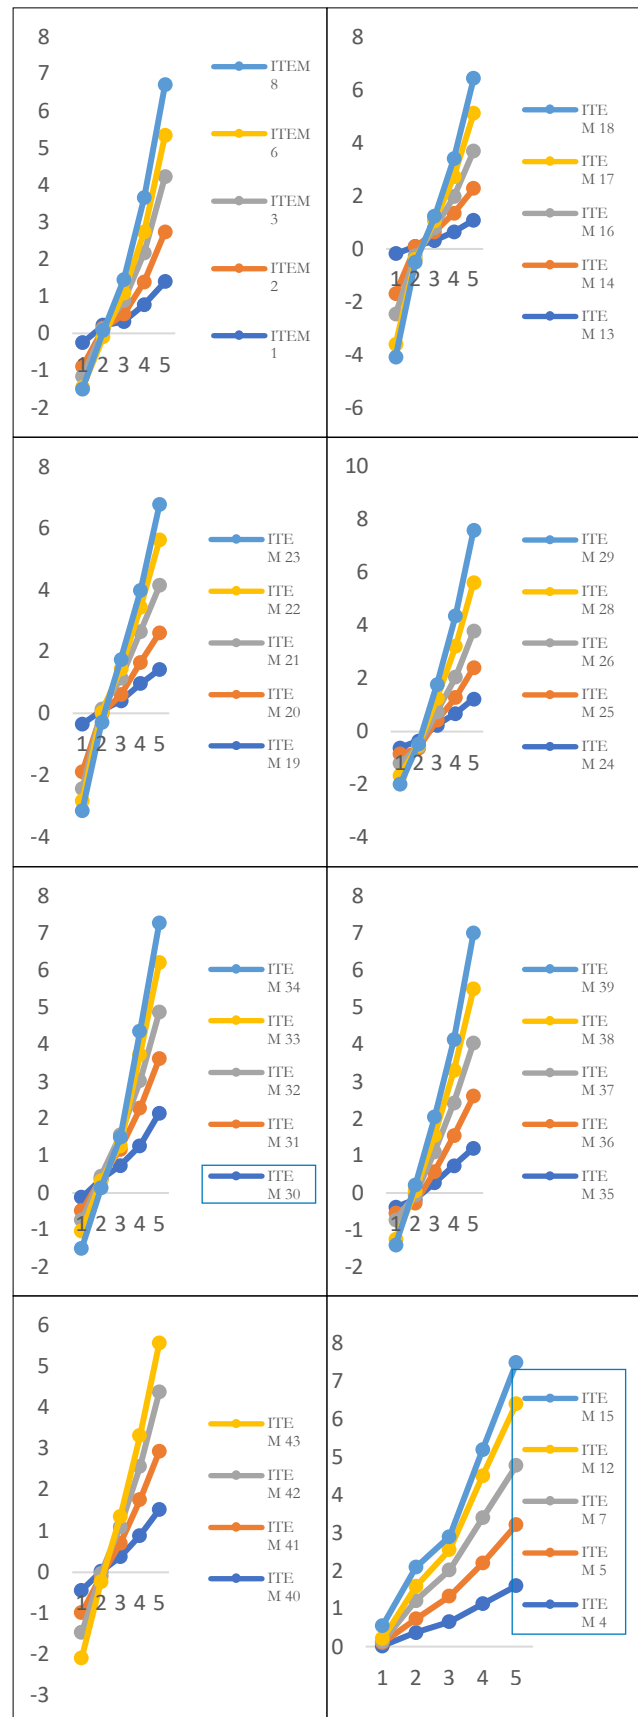 8
7
6
5
4
3
2
1
0
-1
-2
1 2 3 4 5
ITEM
8
ITEM
6
ITEM
3
ITEM
2
ITEM
1
8
6
4
2
0
-2
-4
-6
1 2 3 4 5
ITE
M 18
ITE
M 17
ITE
M 16
ITE
M 14
ITE
M 13
8
6
4
2
0
-2
-4
1 2 3 4 5
ITE
M 23
ITE
M 22
ITE
M 21
ITE
M 20
ITE
M 19
10
8
6
4
2
0
-2
-4
1 2 3 4 5
ITE
M 29
ITE
M 28
ITE
M 26
ITE
M 25
ITE
M 24
8
7
6
5
4
3
2
1
0
-1
-2
1 2 3 4 5
ITE
M 34
ITE
M 33
ITE
M 32
ITE
M 31
ITE
M 30
8
7
6
5
4
3
2
1
0
-1
-2
1 2 3 4 5
ITE
M 39
ITE
M 38
ITE
M 37
ITE
M 36
ITE
M 35
6
5
4
3
2
1
0
-1
-2
-3
1 2 3 4 5
ITE
M 43
ITE
M 42
ITE
M 41
ITE
M 40
8
7
6
5
4
3
2
1
0
1 2 3 4 5
ITE
M 15
ITE
M 12
ITE
M 7
ITE
M 5
ITE
M 4